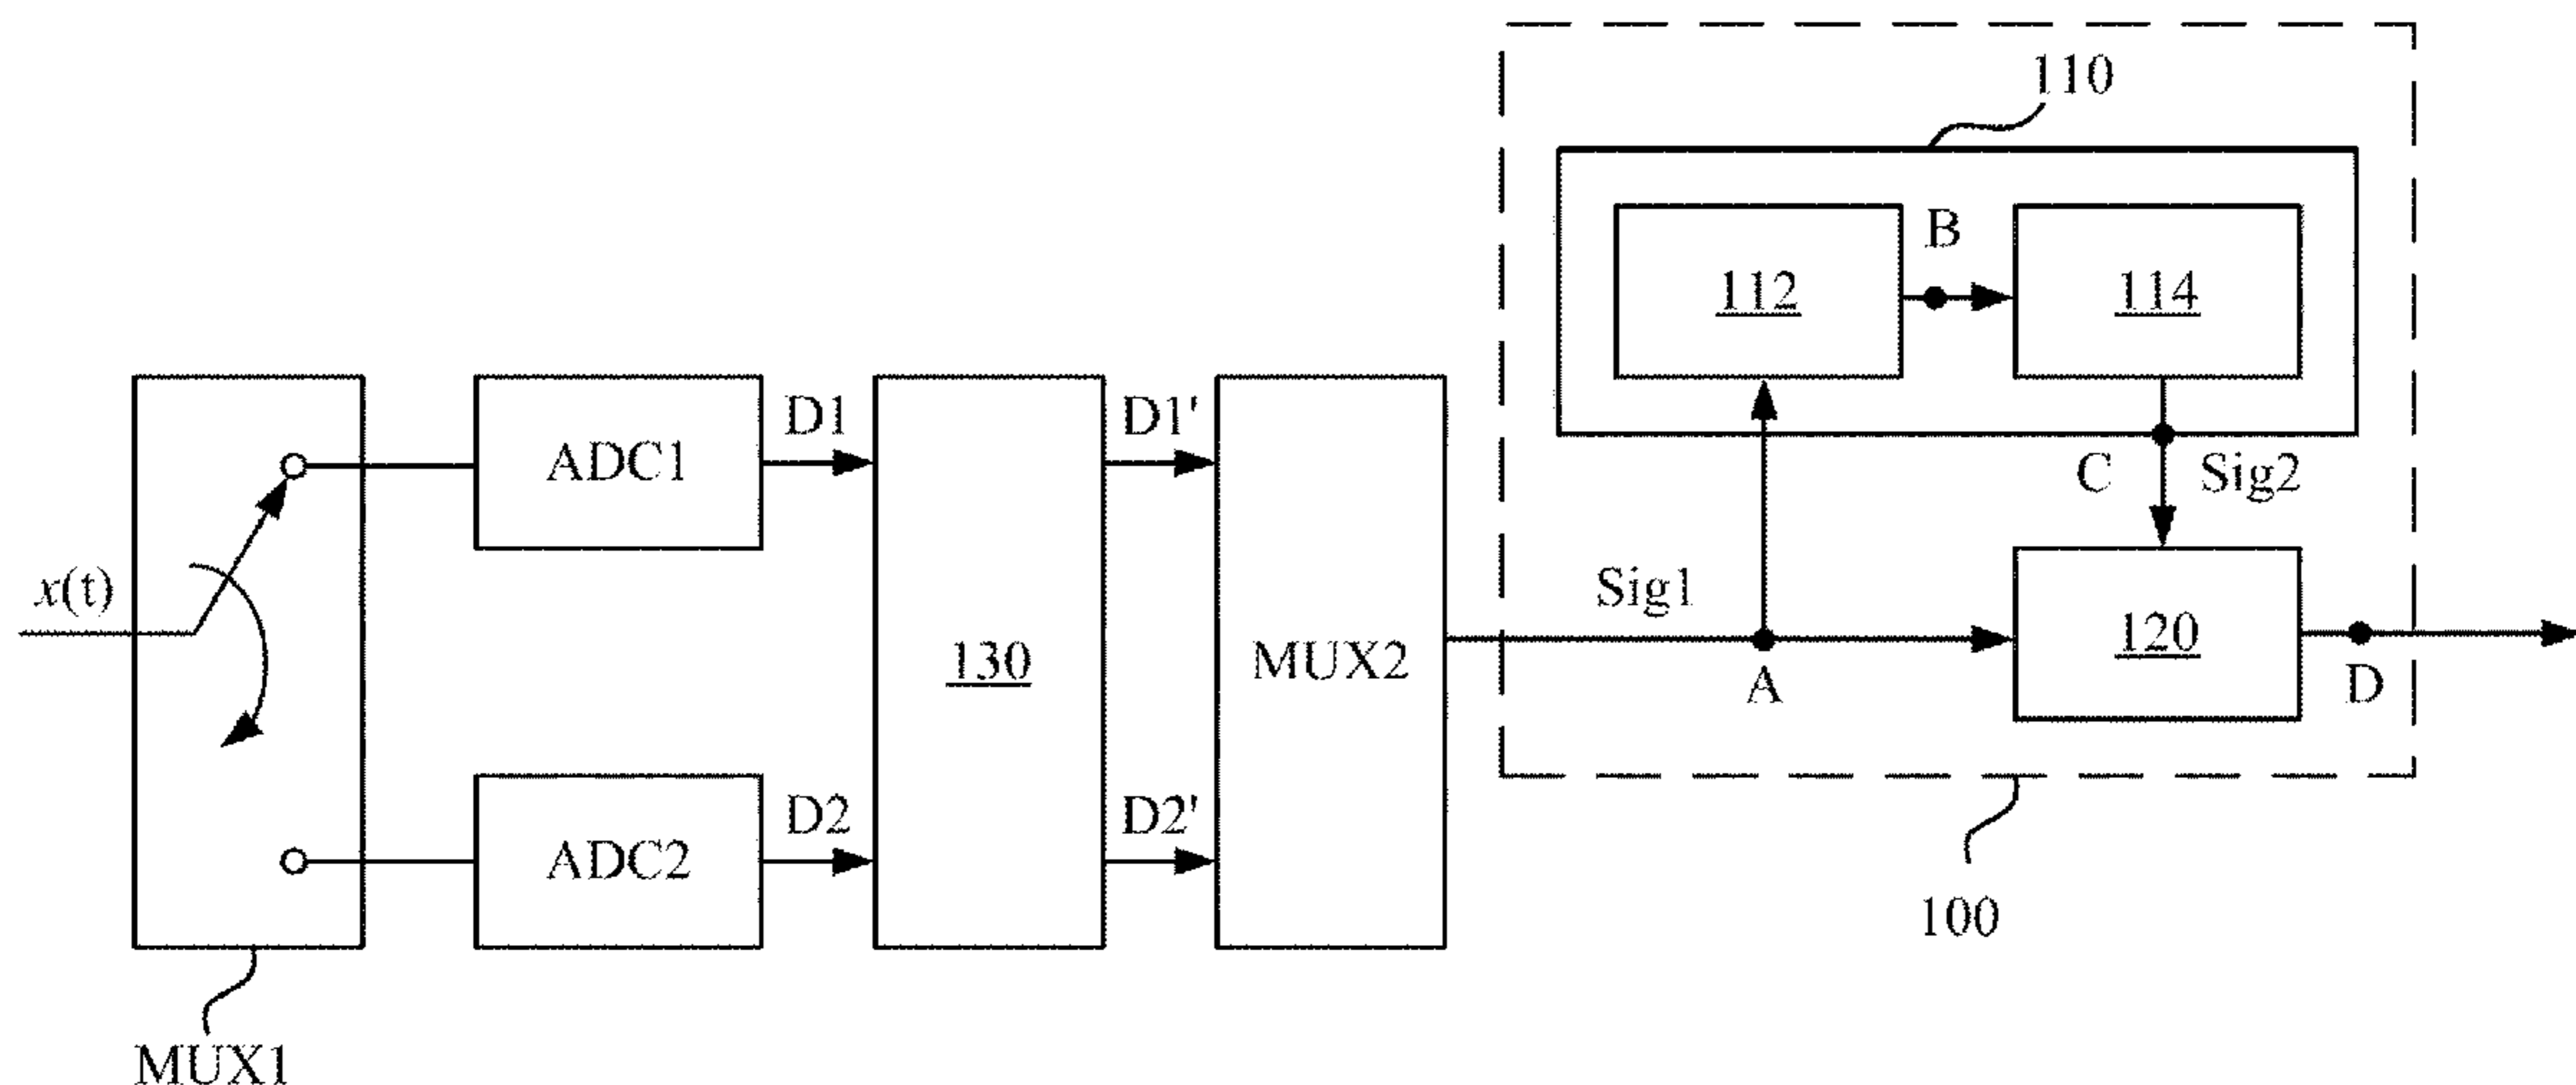 110
B
112
114
D1
D1'
ADC1
C
Sig2
x(t)
Sig1
130
MUX2
120
A
D
D2
D2'
ADC2
100
MUX1